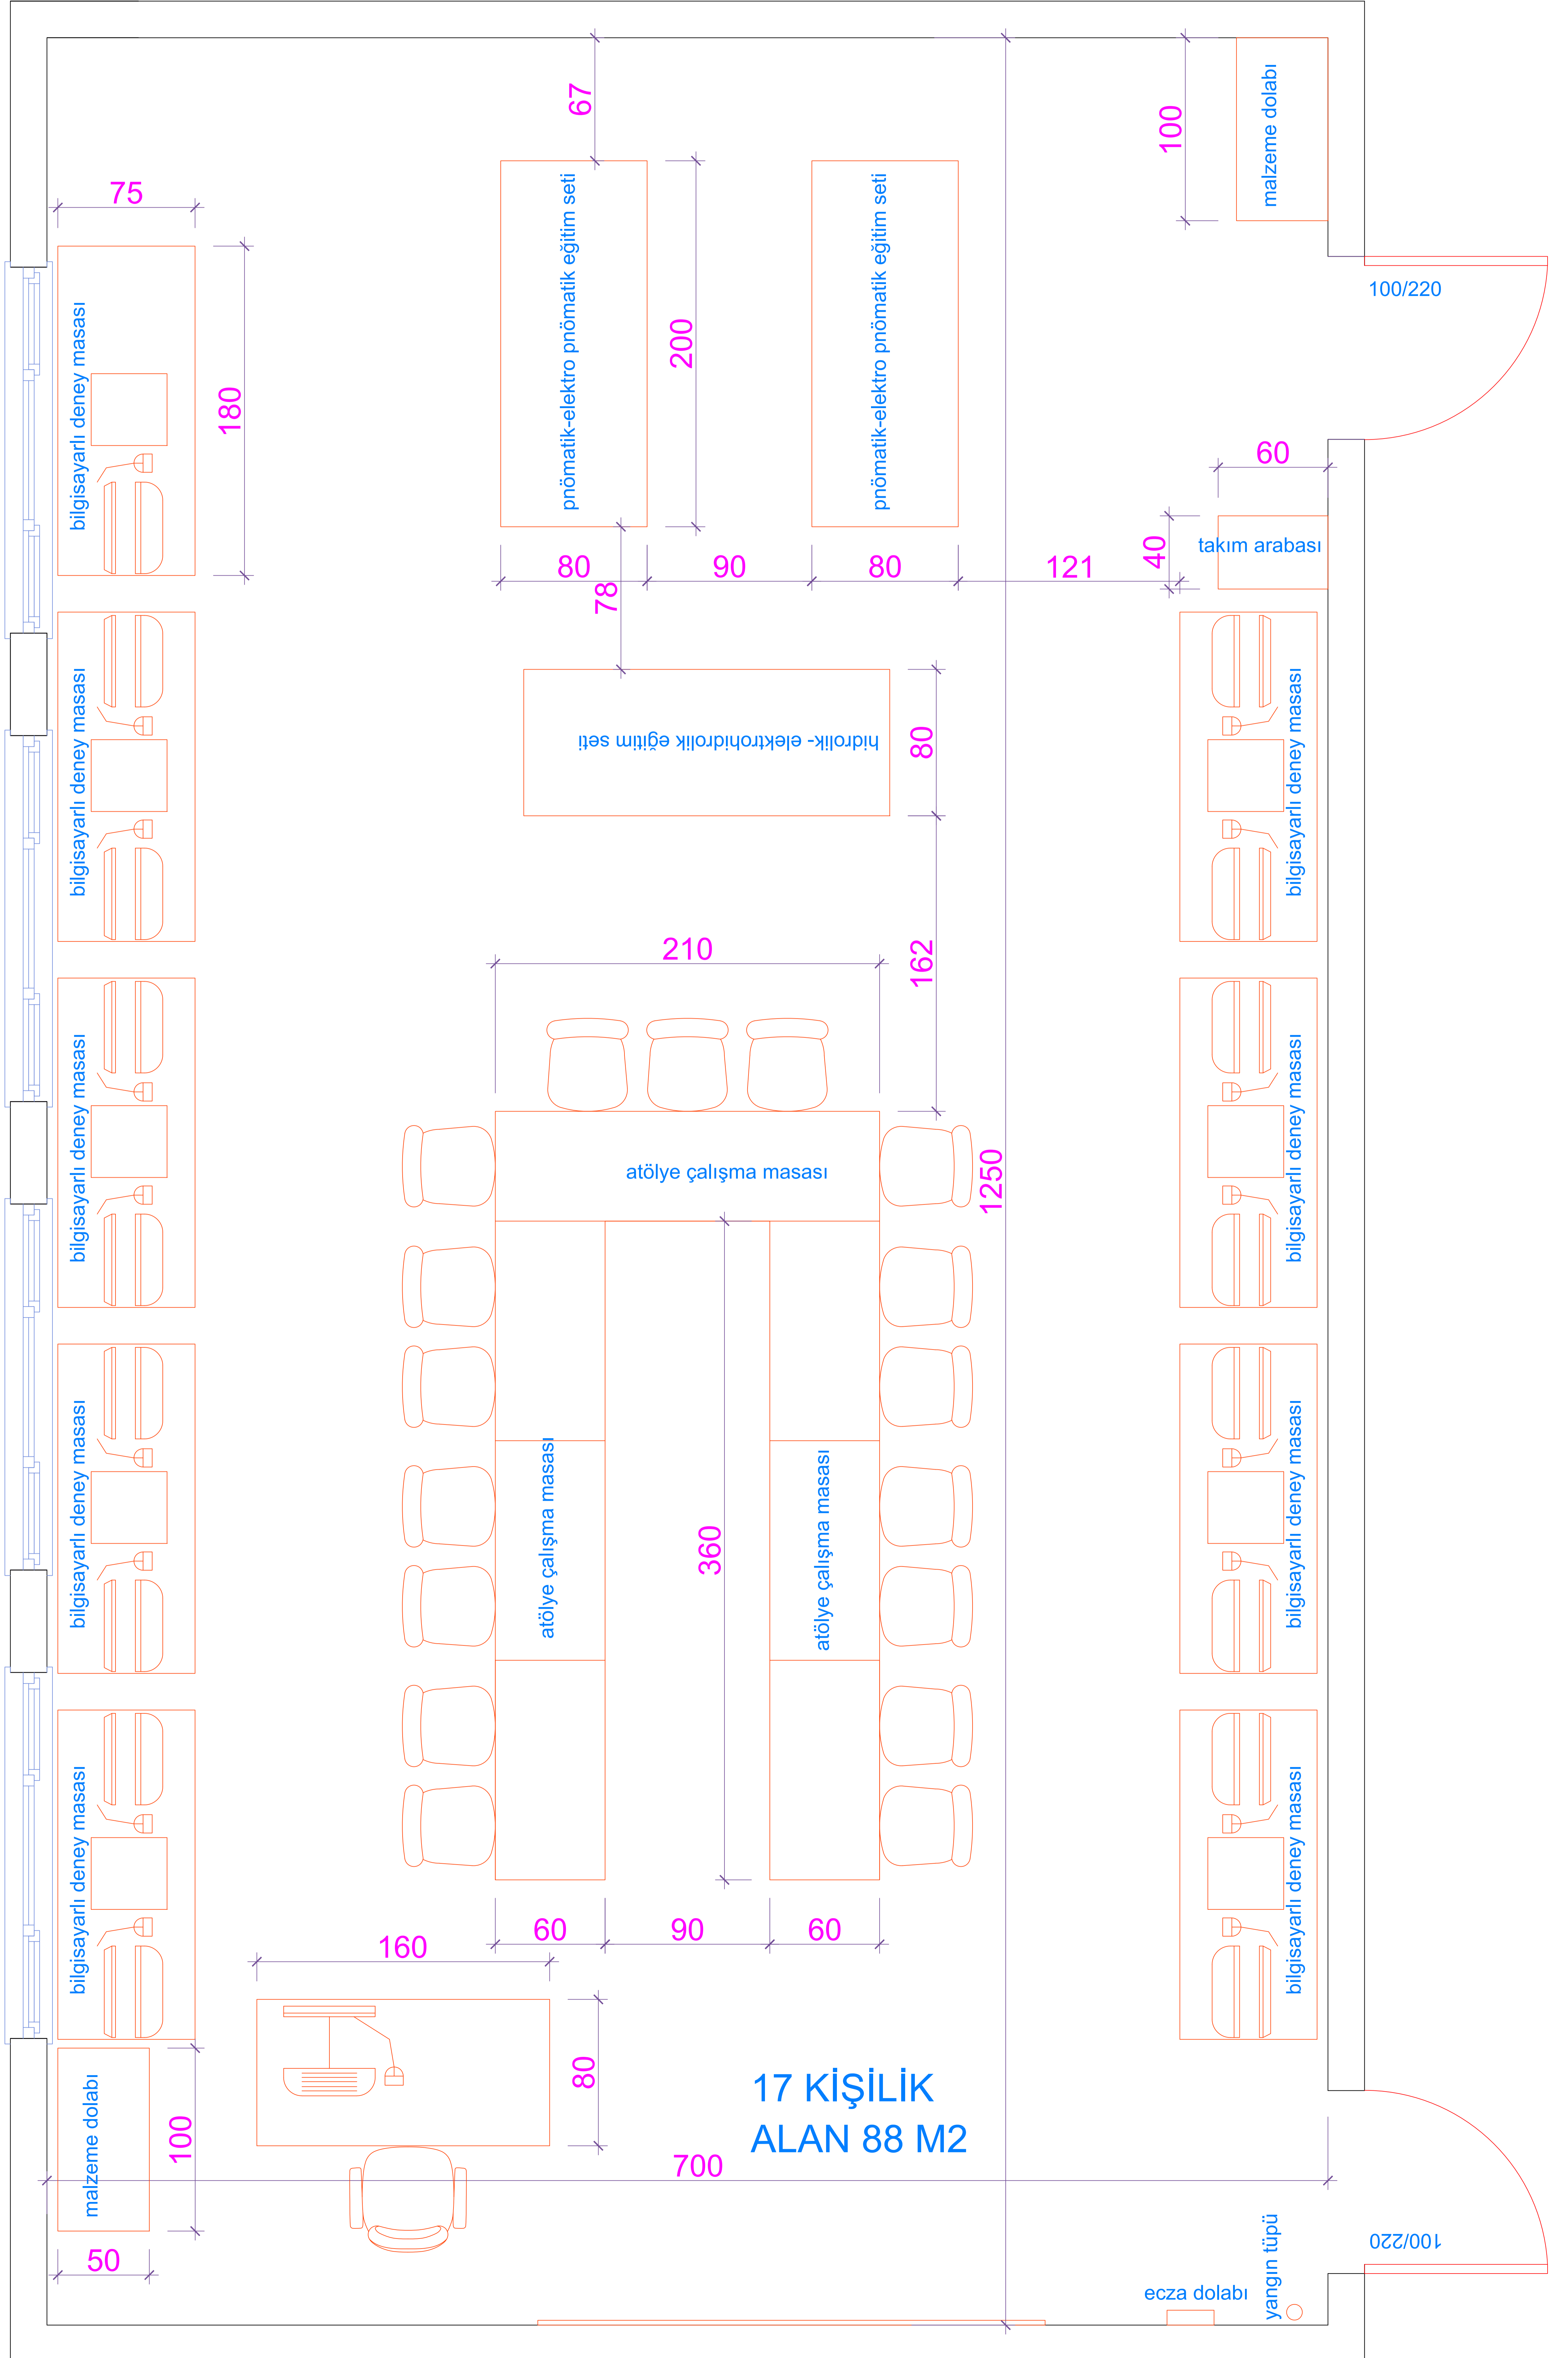 67
100
malzeme dolabı
75
pnömatik-elektro pnömatik eğitim seti
pnömatik-elektro pnömatik eğitim seti
100/220
bilgisayarlı deney masası
180
200
60
takım arabası
40
80
90
80
121
78
bilgisayarlı deney masası
hidrolik- elektrohidrolik eğitim seti
80
bilgisayarlı deney masası
210
162
bilgisayarlı deney masası
atölye çalışma masası
1250
bilgisayarlı deney masası
bilgisayarlı deney masası
atölye çalışma masası
360
atölye çalışma masası
bilgisayarlı deney masası
bilgisayarlı deney masası
60
90
60
bilgisayarlı deney masası
160
80
malzeme dolabı
100
17 KİŞİLİK
ALAN 88 M2
700
50
100/220
yangın tüpü
ecza dolabı